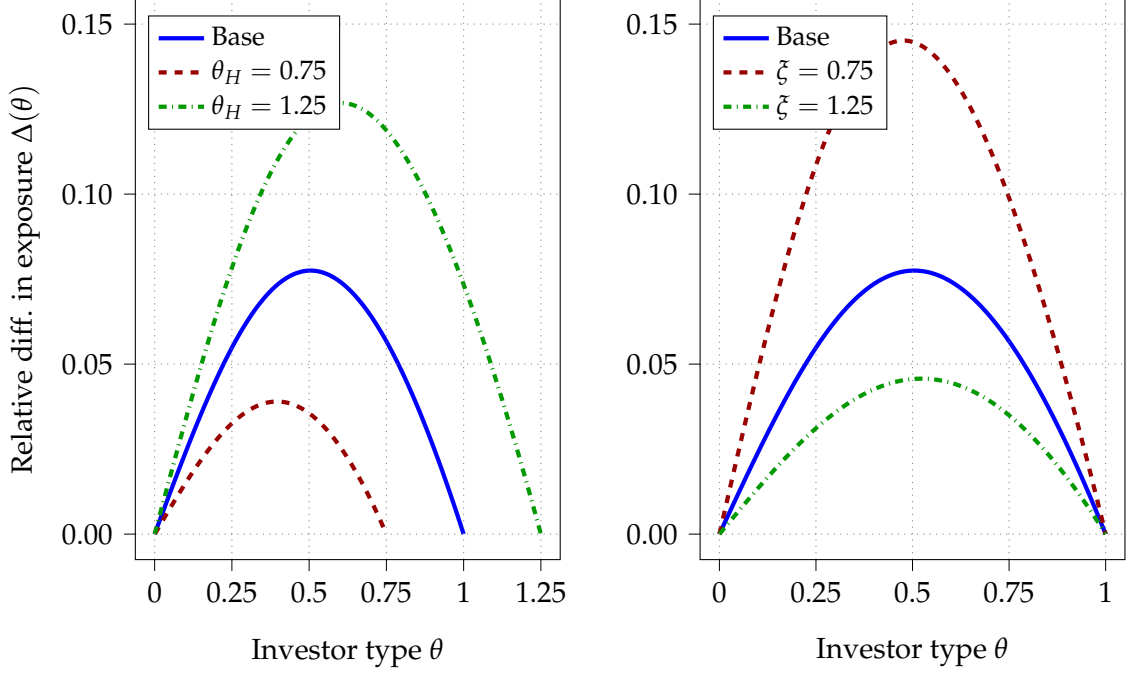 Relative diff. in exposure Δ(θ)
0.15
0.10
0.05
0.00
Base
θ_H = 0.75
θ_H = 1.25
0 0.25 0.5 0.75 1 1.25
Investor type θ
0.15
0.10
0.05
0.00
Base
ξ = 0.75
ξ = 1.25
0 0.25 0.5 0.75 1
Investor type θ